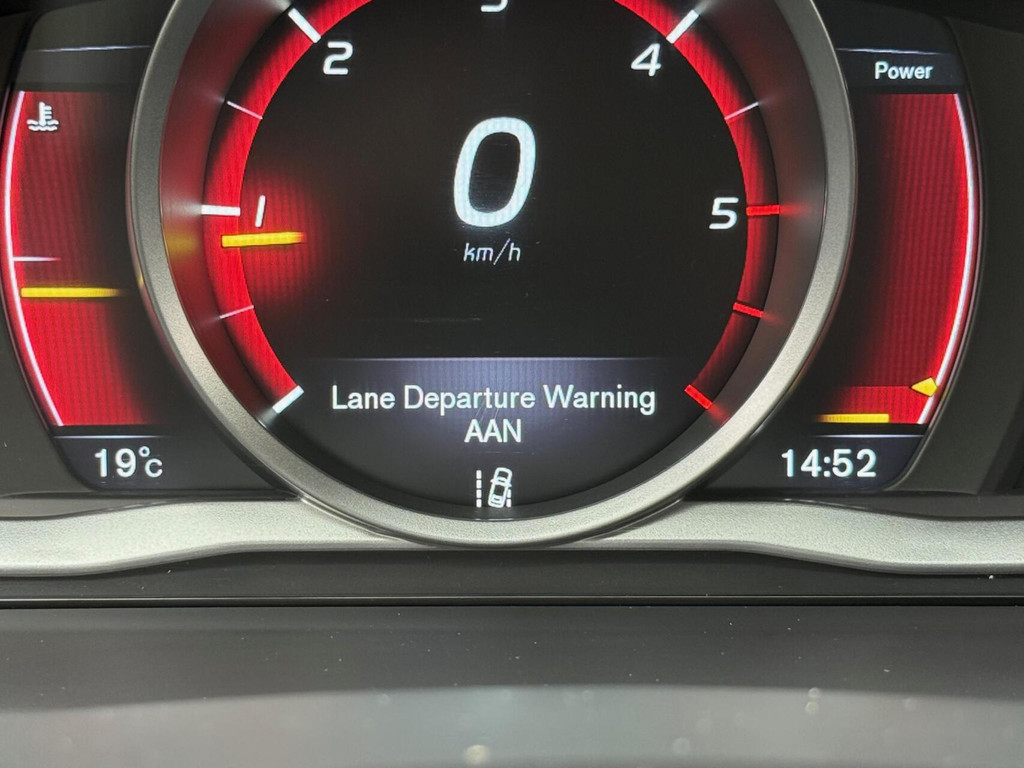 3
2
4
Power
0
1
5
km/h
Lane Departure Warning
AAN
19°c
14:52